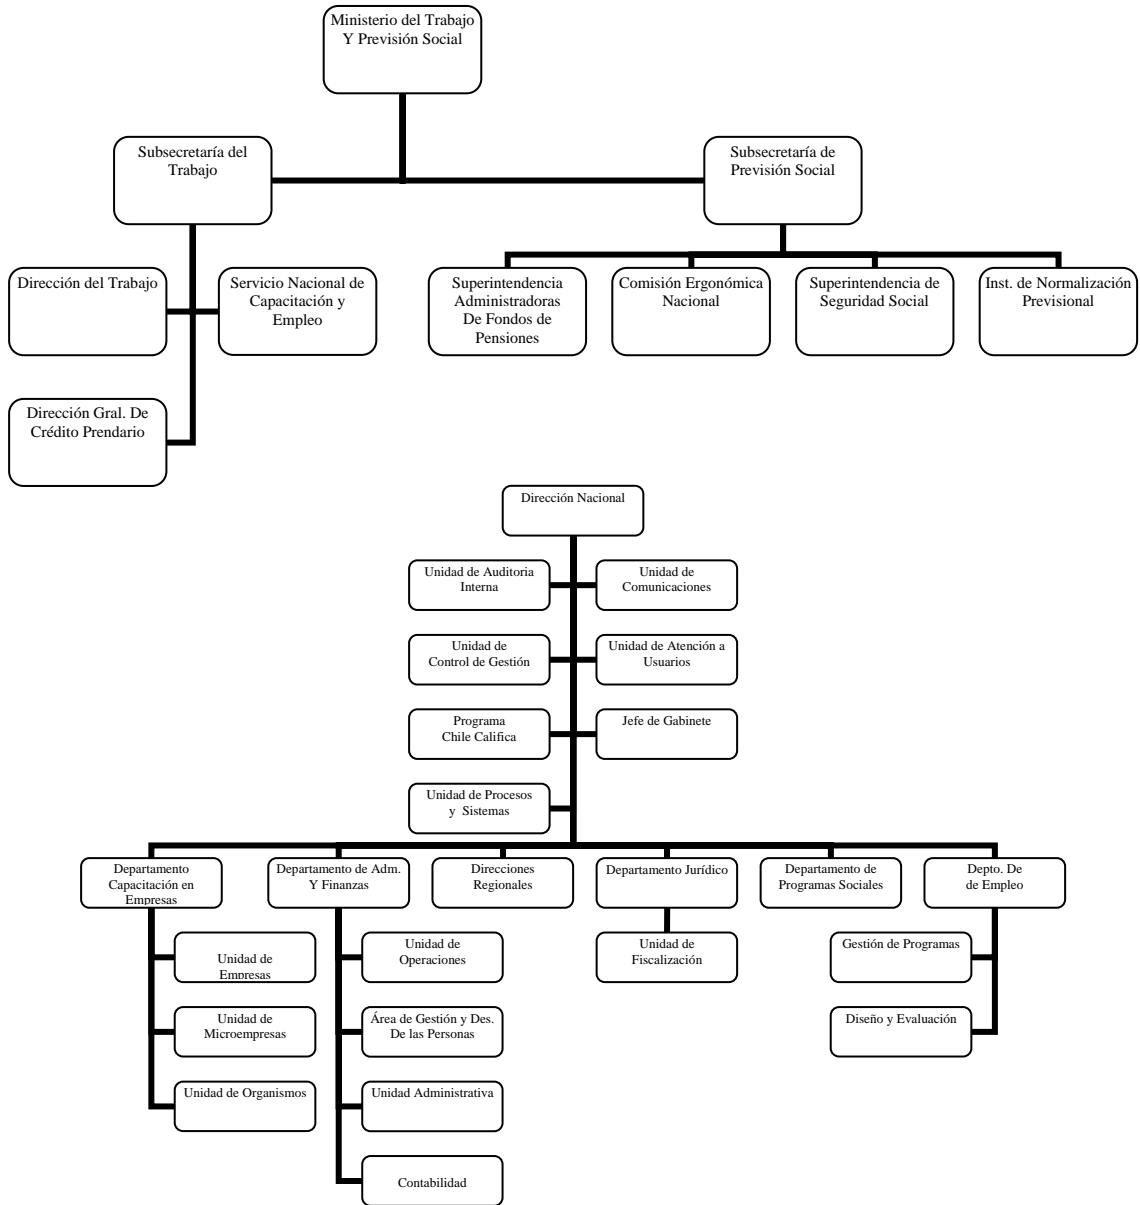 Ministerio del Trabajo
Y Previsión Social
Subsecretaría del
Trabajo
Subsecretaría de
Previsión Social
Dirección del Trabajo
Servicio Nacional de
Capacitación y
Empleo
Superintendencia
Administradoras
De Fondos de
Pensiones
Comisión Ergonómica
Nacional
Superintendencia de
Seguridad Social
Inst. de Normalización
Previsional
Dirección Gral. De
Crédito Prendario
Dirección Nacional
Unidad de Auditoria
Interna
Unidad de
Comunicaciones
Unidad de
Control de Gestión
Unidad de Atención a
Usuarios
Programa
Chile Califica
Jefe de Gabinete
Unidad de Procesos
y Sistemas
Departamento
Capacitación en
Empresas
Departamento de Adm.
Y Finanzas
Direcciones
Regionales
Departamento Jurídico
Departamento de
Programas Sociales
Depto. De
de Empleo
Unidad de
Empresas
Unidad de
Operaciones
Unidad de
Fiscalización
Gestión de Programas
Unidad de
Microempresas
Área de Gestión y Des.
De las Personas
Diseño y Evaluación
Unidad de Organismos
Unidad Administrativa
Contabilidad